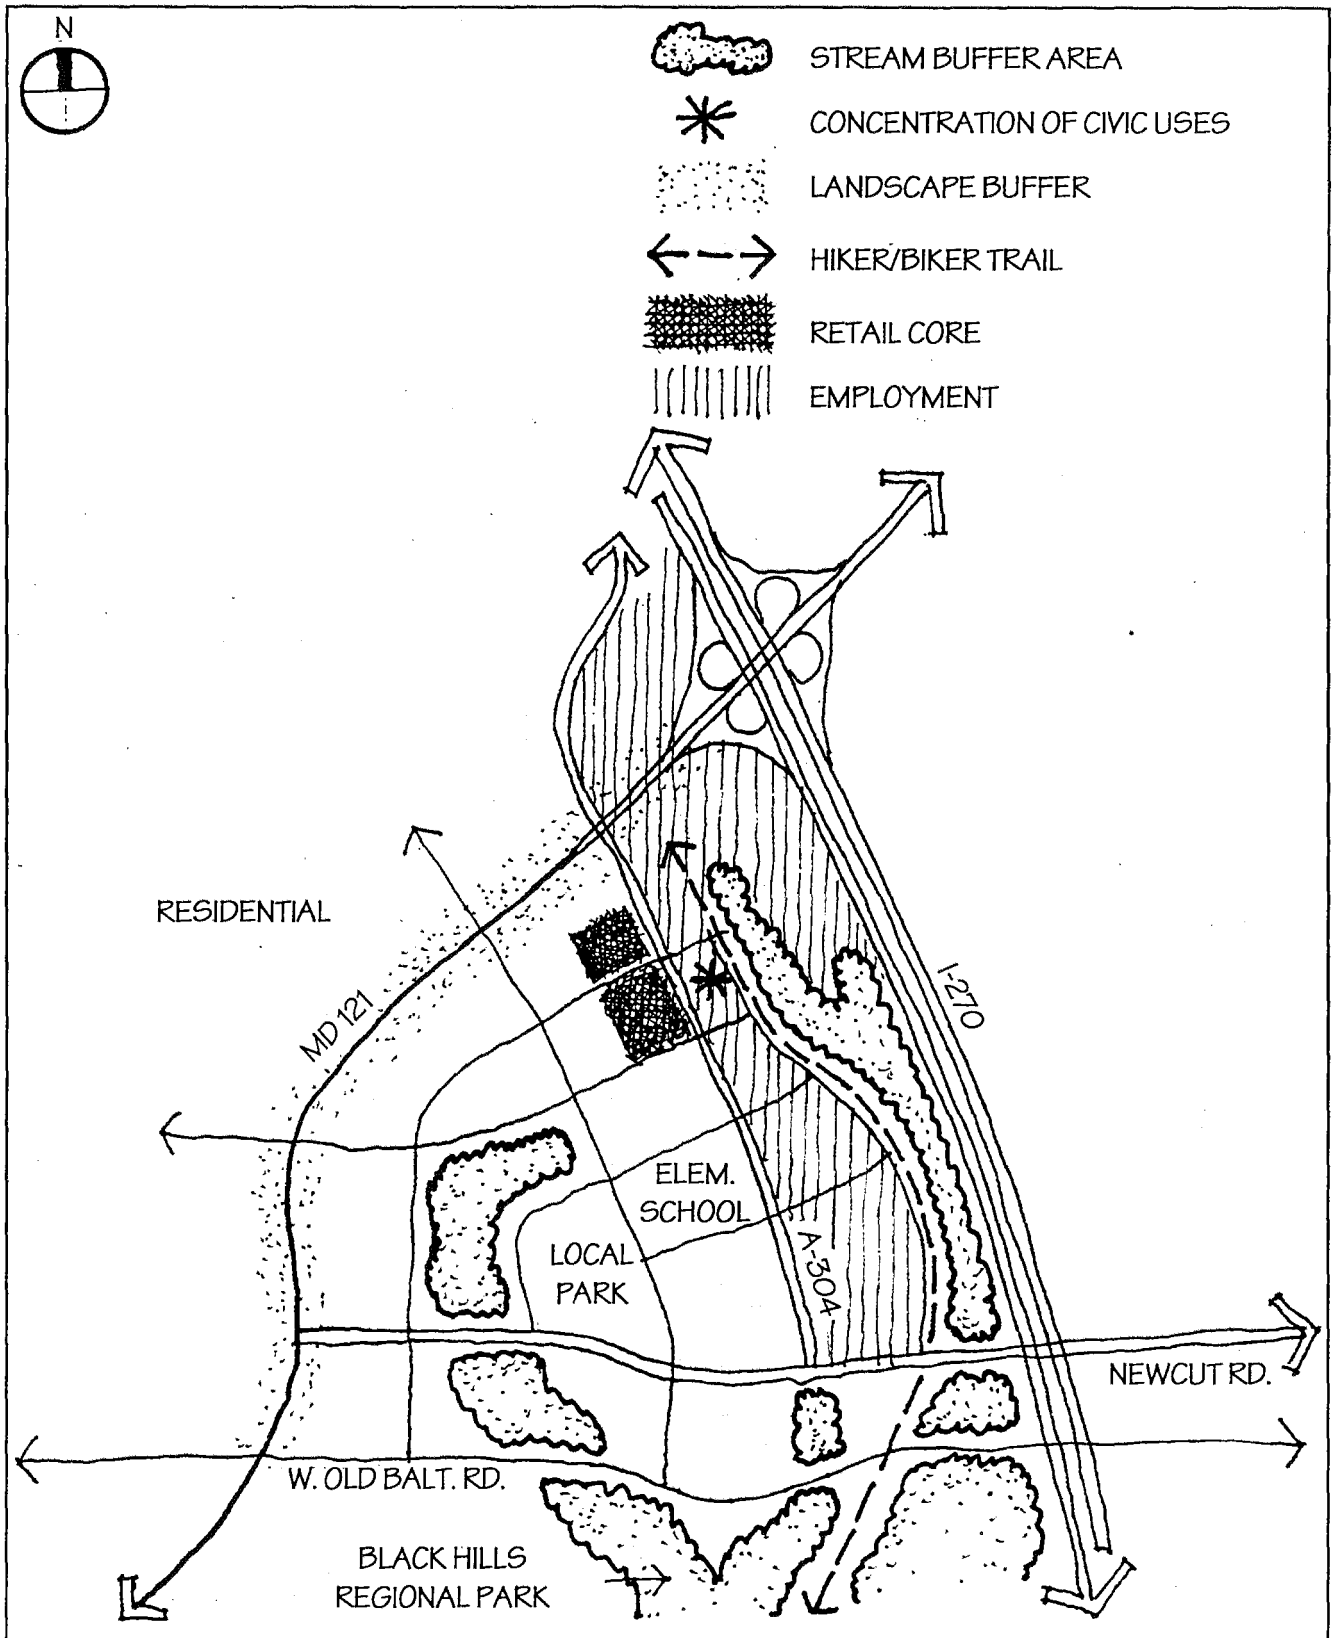 N
STREAM BUFFER AREA
CONCENTRATION OF CIVIC USES
LANDSCAPE BUFFER
HIKER/BIKER TRAIL
RETAIL CORE
EMPLOYMENT
RESIDENTIAL
MD 121
I-270
ELEM.
SCHOOL
LOCAL
PARK
A-304
NEWCUT RD.
W. OLD BALT. RD.
BLACK HILLS
REGIONAL PARK